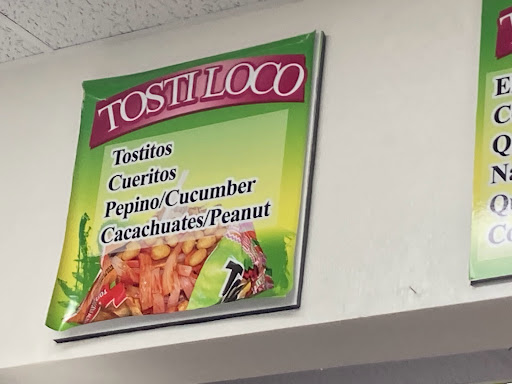 TOSTI LOCO
Tostitos
Cueritos
Pepino/Cucumber
Cacachuates/Peanut